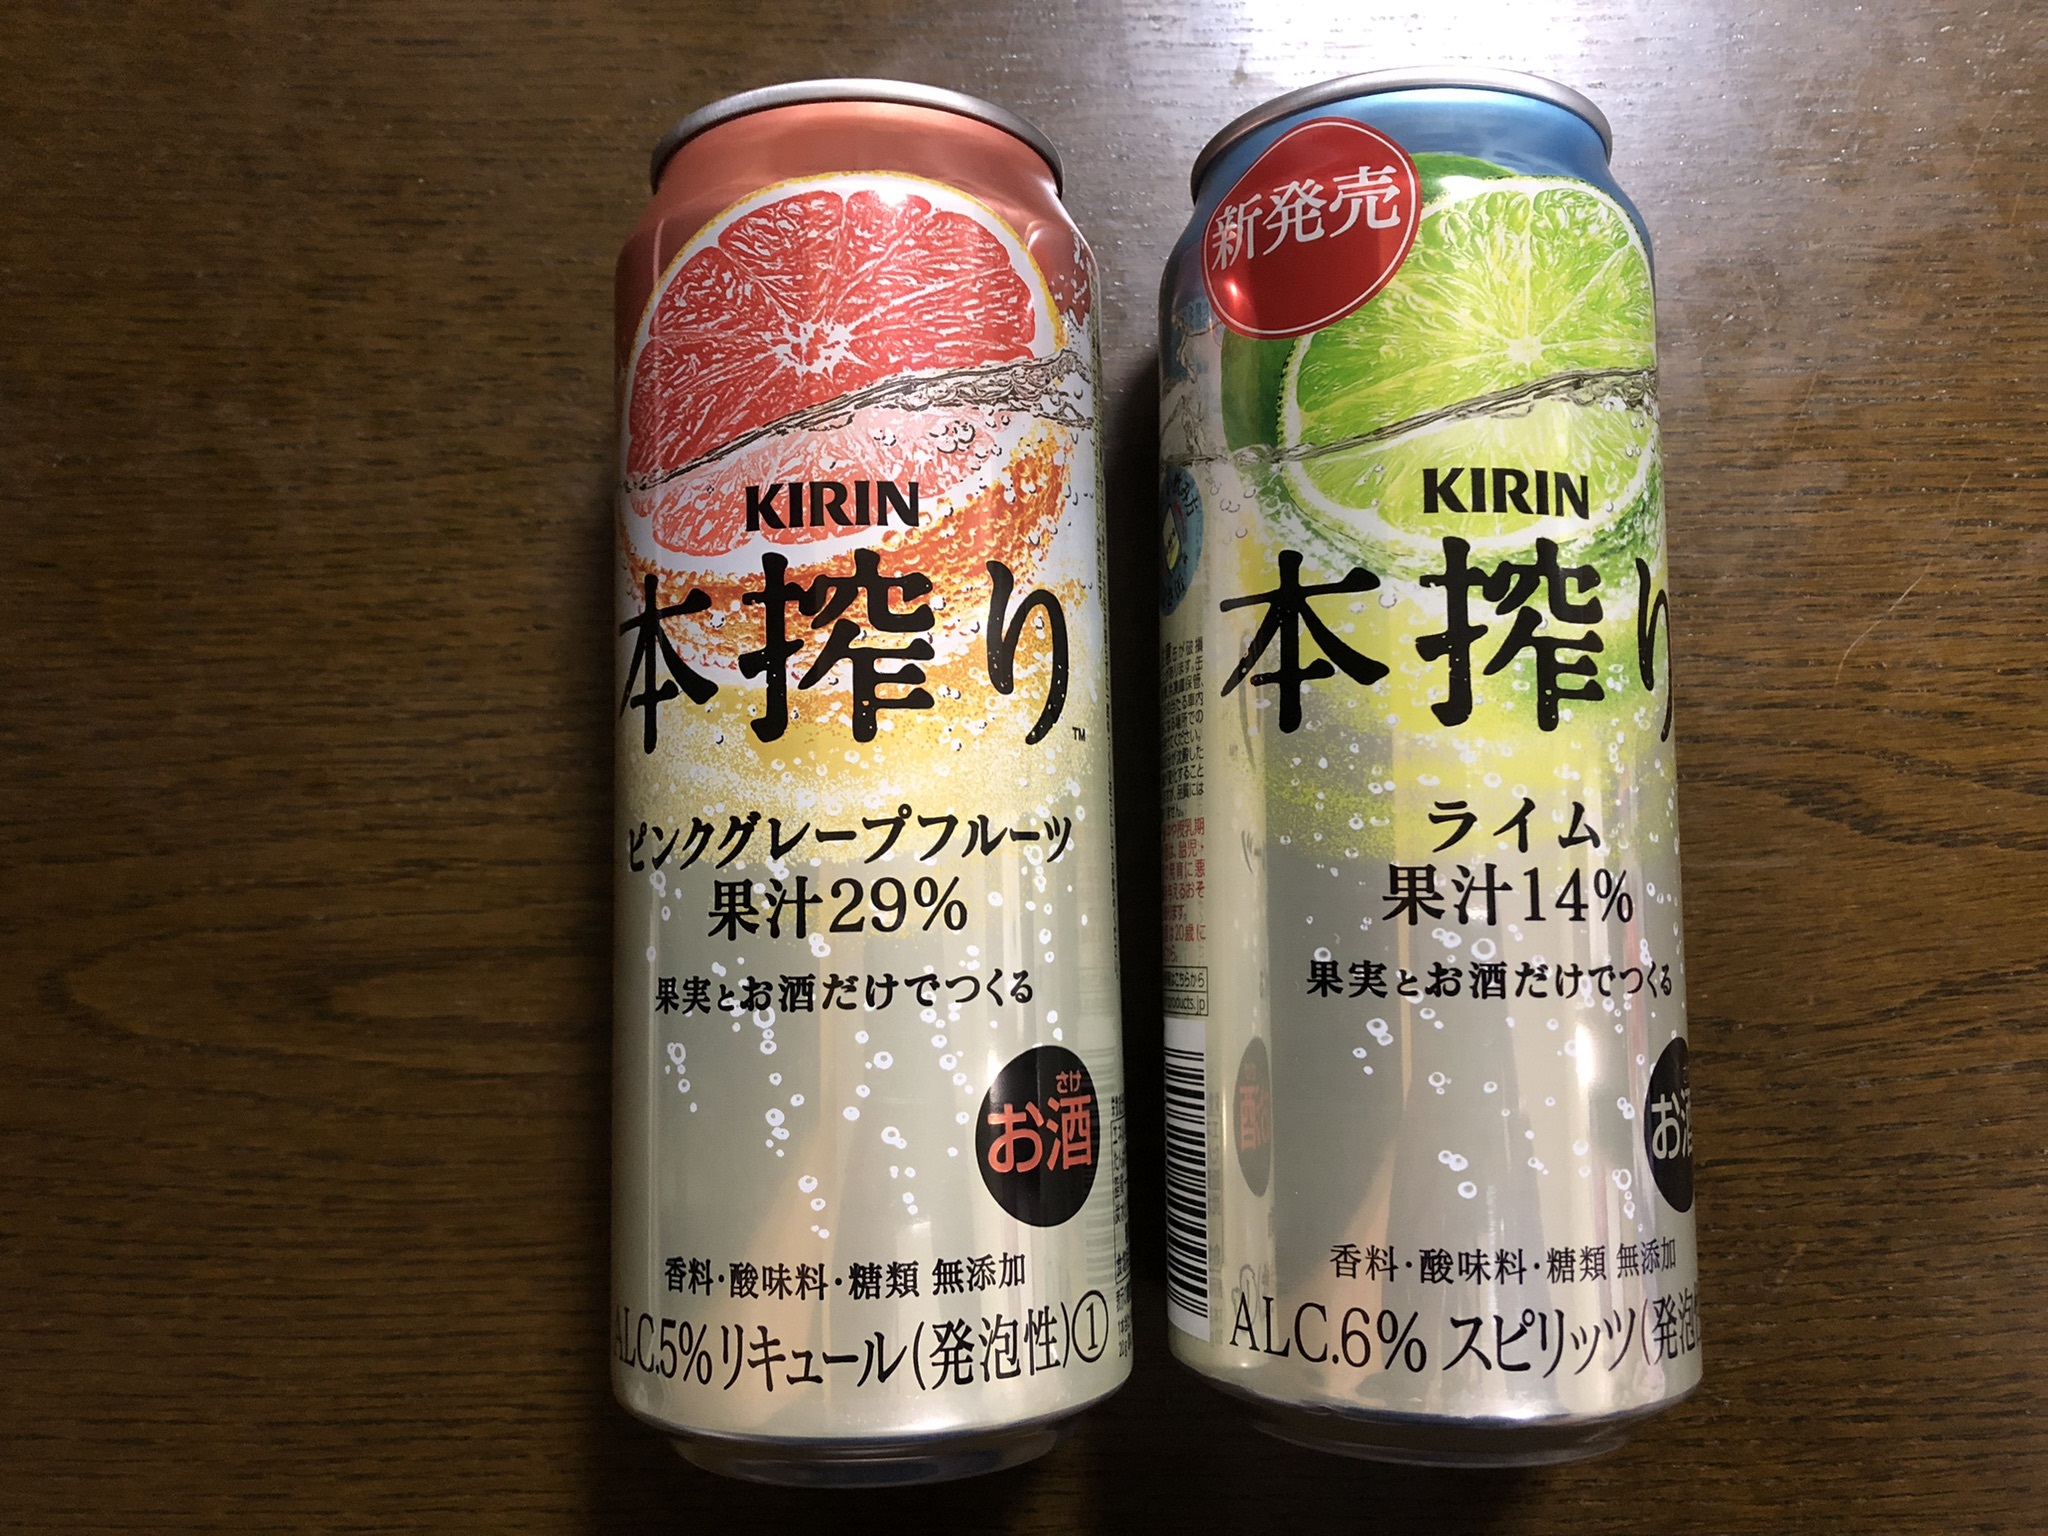 KIRIN
本搾り
™
ピンクグレープフルーツ
果汁29%
果実とお酒だけでつくる
さけ
お酒
香料・酸味料・糖類 無添加
ALC.5%リキュール(発泡性)①
新発売
KIRIN
本搾り
ライム
果汁14%
果実とお酒だけでつくる
お酒
香料・酸味料・糖類 無添加
ALC.6% スピリッツ(発泡